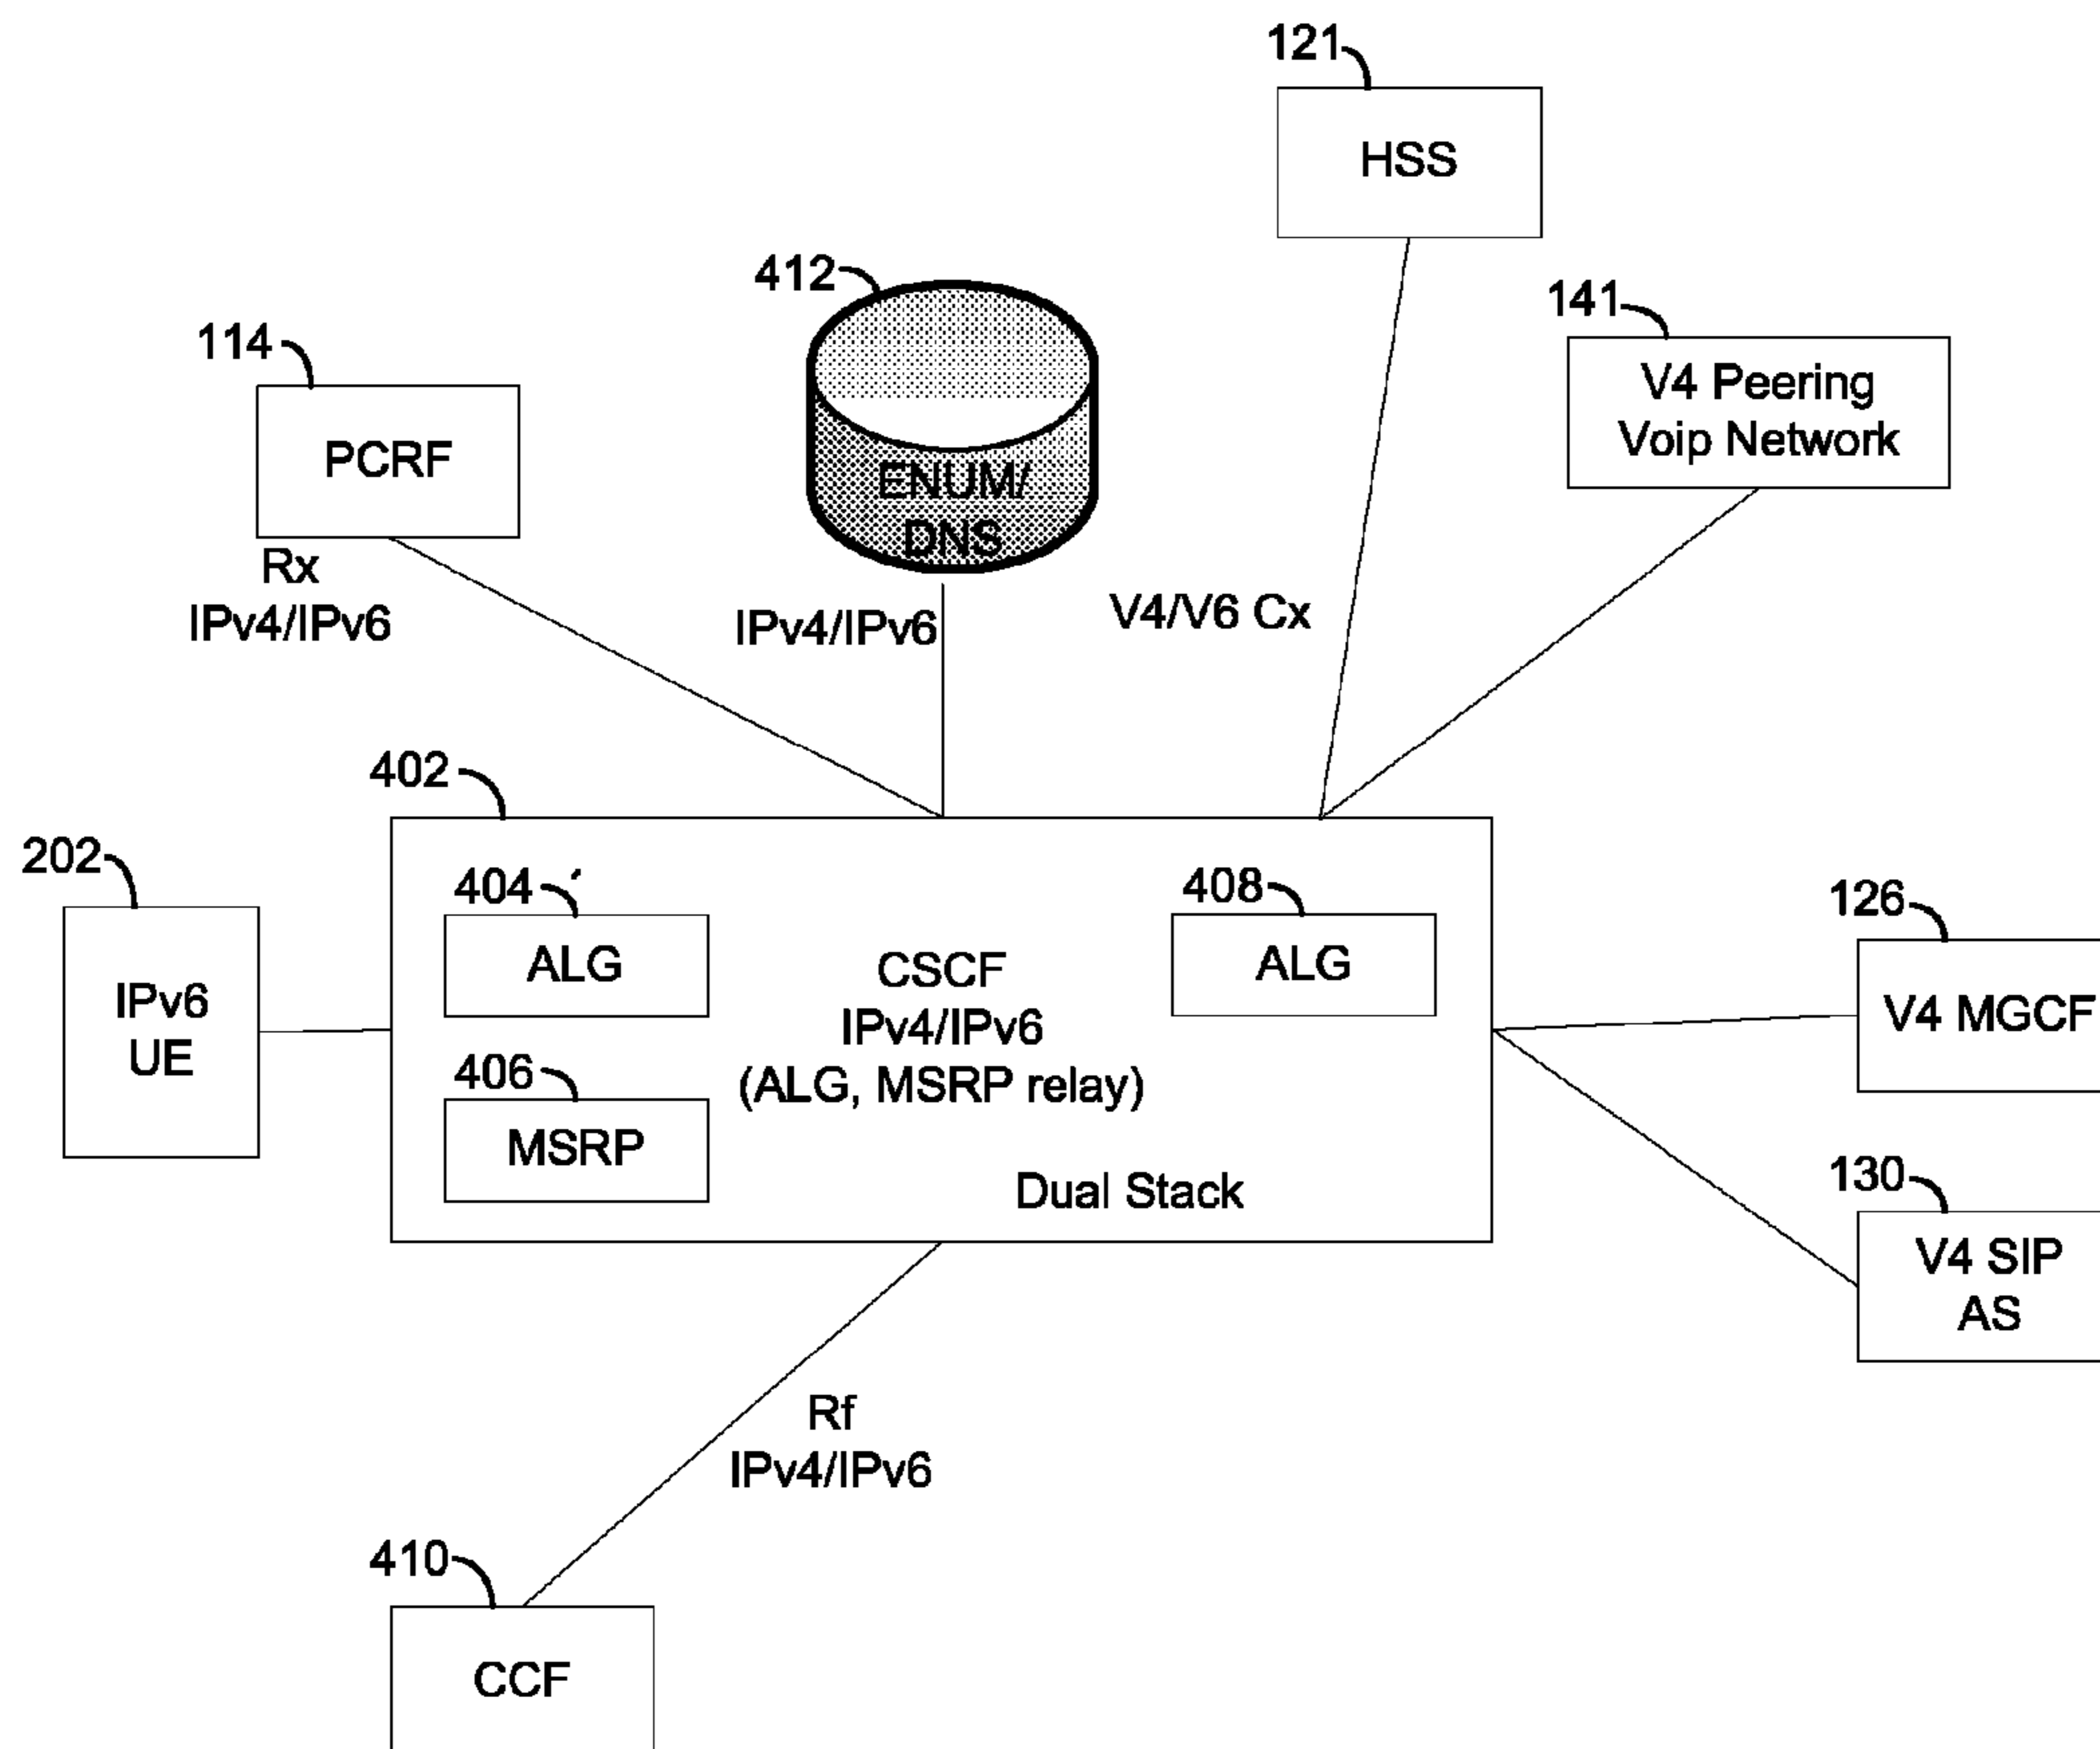 121
HSS
412
141
114
V4 Peering
Voip Network
PCRF
ENUM/
DNS
Rx
IPv4/IPv6
IPv4/IPv6
V4/V6 Cx
402
202
404
408
126
ALG
ALG
CSCF
IPv4/IPv6
(ALG, MSRP relay)
IPv6
UE
V4 MGCF
406
MSRP
Dual Stack
130
V4 SIP
AS
Rf
IPv4/IPv6
410
CCF